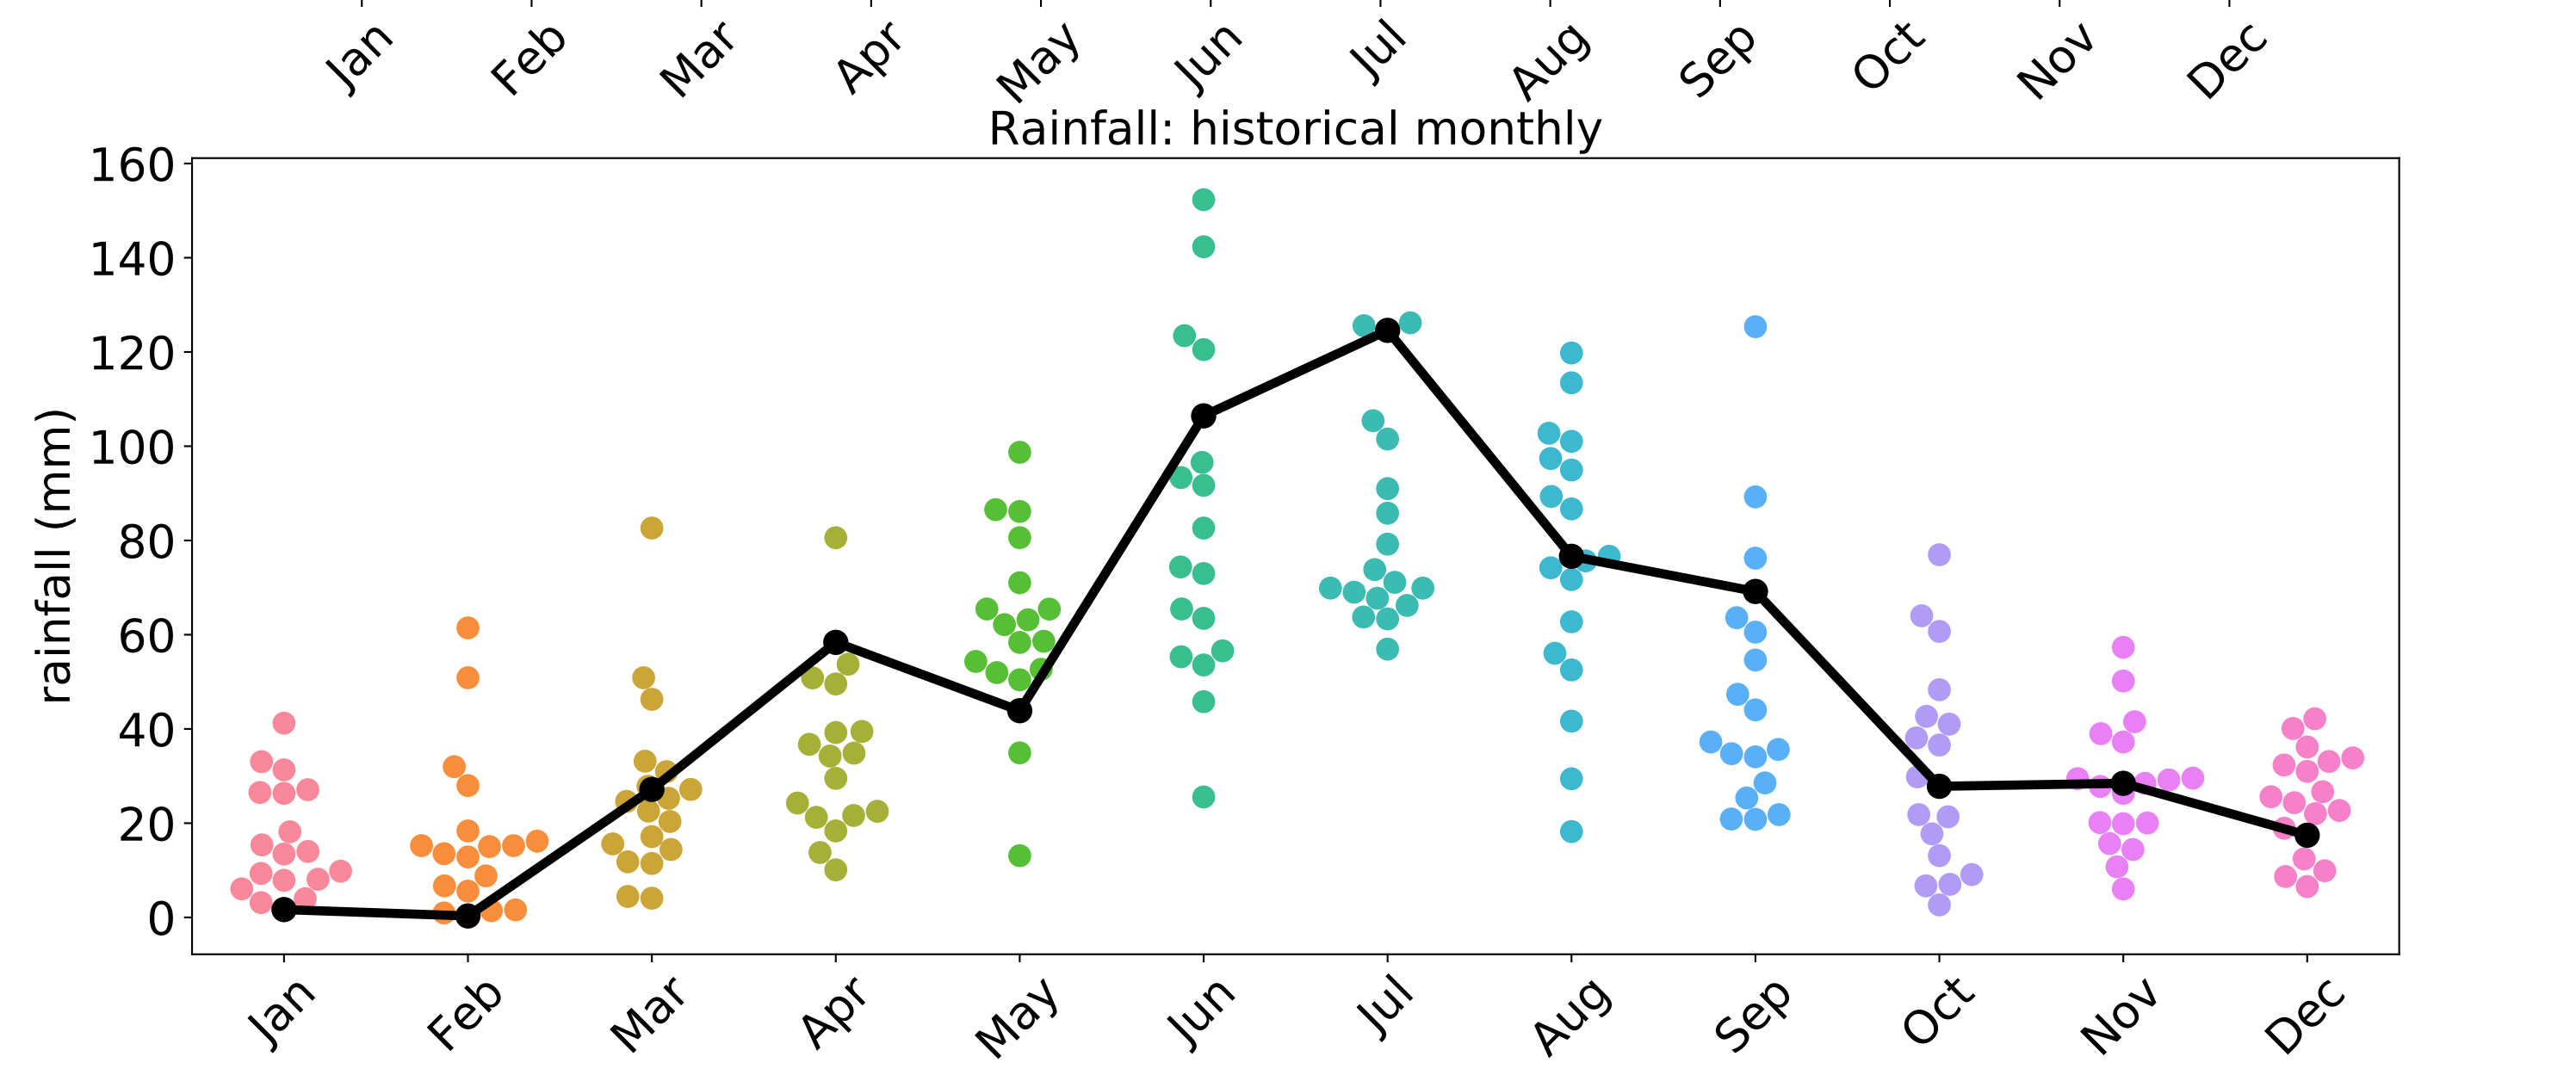 Jan Feb Mar Apr May Jun Jul Aug Sep Oct Nov Dec
Rainfall: historical monthly
160
140
120
100
80
60
40
20
0
rainfall (mm)
Jan Feb Mar Apr May Jun Jul Aug Sep Oct Nov Dec